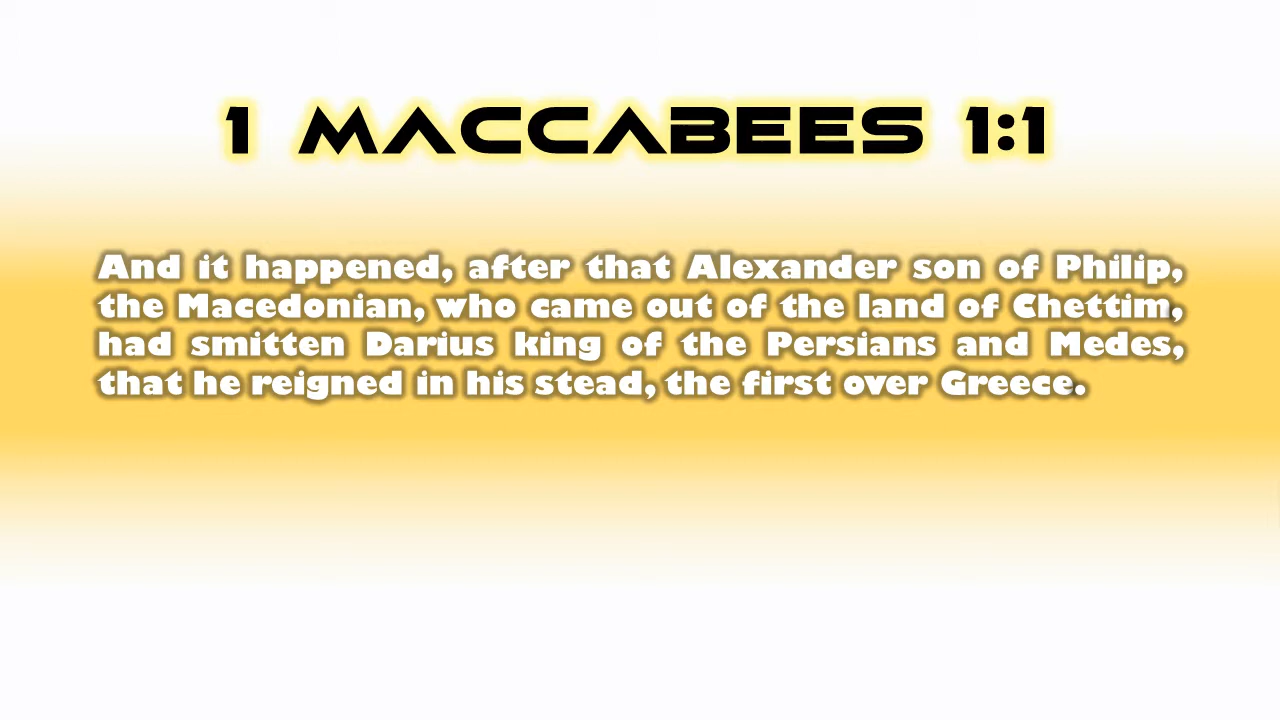 1 MACCABEES 1:1
And it happened, after that Alexander son of Philip,
the Macedonian, who came out of the land of Chettim,
had smitten Darius king of the Persians and Medes,
that he reigned in his stead, the first over Greece.